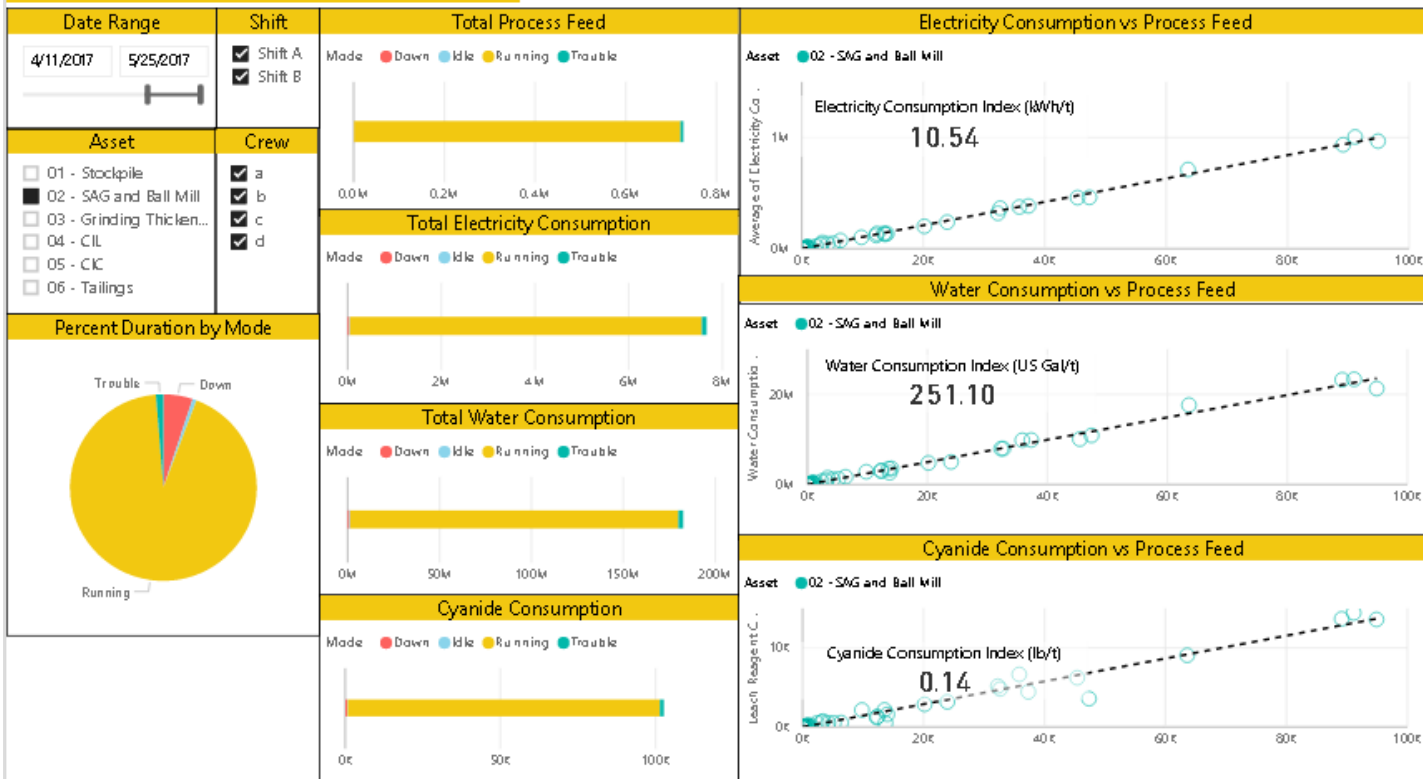 Date Range
4/11/2017 5/25/2017
Shift
Shift A
Shift B
Asset
01 - Stockpile
02 - SAG and Ball Mill
03 - Grinding Thicken...
04 - CIL
05 - CIC
06 - Tailings
Crew
a
b
c
d
Percent Duration by Mode
Trouble
Down
Running
Total Process Feed
Mode Down Idle Running Trouble
0.0M 0.2M 0.4M 0.6M 0.8M
Total Electricity Consumption
Mode Down Idle Running Trouble
0M 2M 4M 6M 8M
Total Water Consumption
Mode Down Idle Running Trouble
0M 50M 100M 150M 200M
Cyanide Consumption
Mode Down Idle Running Trouble
0K 50K 100K
Electricity Consumption vs Process Feed
Asset 02 - SAG and Ball Mill
Average of Electricity Co...
Electricity Consumption Index (kWh/t)
10.54
1M
0M
0K 20K 40K 60K 80K 100K
Water Consumption vs Process Feed
Asset 02 - SAG and Ball Mill
Water Consumptio...
Water Consumption Index (US Gal/t)
251.10
20M
0M
0K 20K 40K 60K 80K 100K
Cyanide Consumption vs Process Feed
Asset 02 - SAG and Ball Mill
Leach Reagent C...
Cyanide Consumption Index (lb/t)
0.14
10K
0K
0K 20K 40K 60K 80K 100K